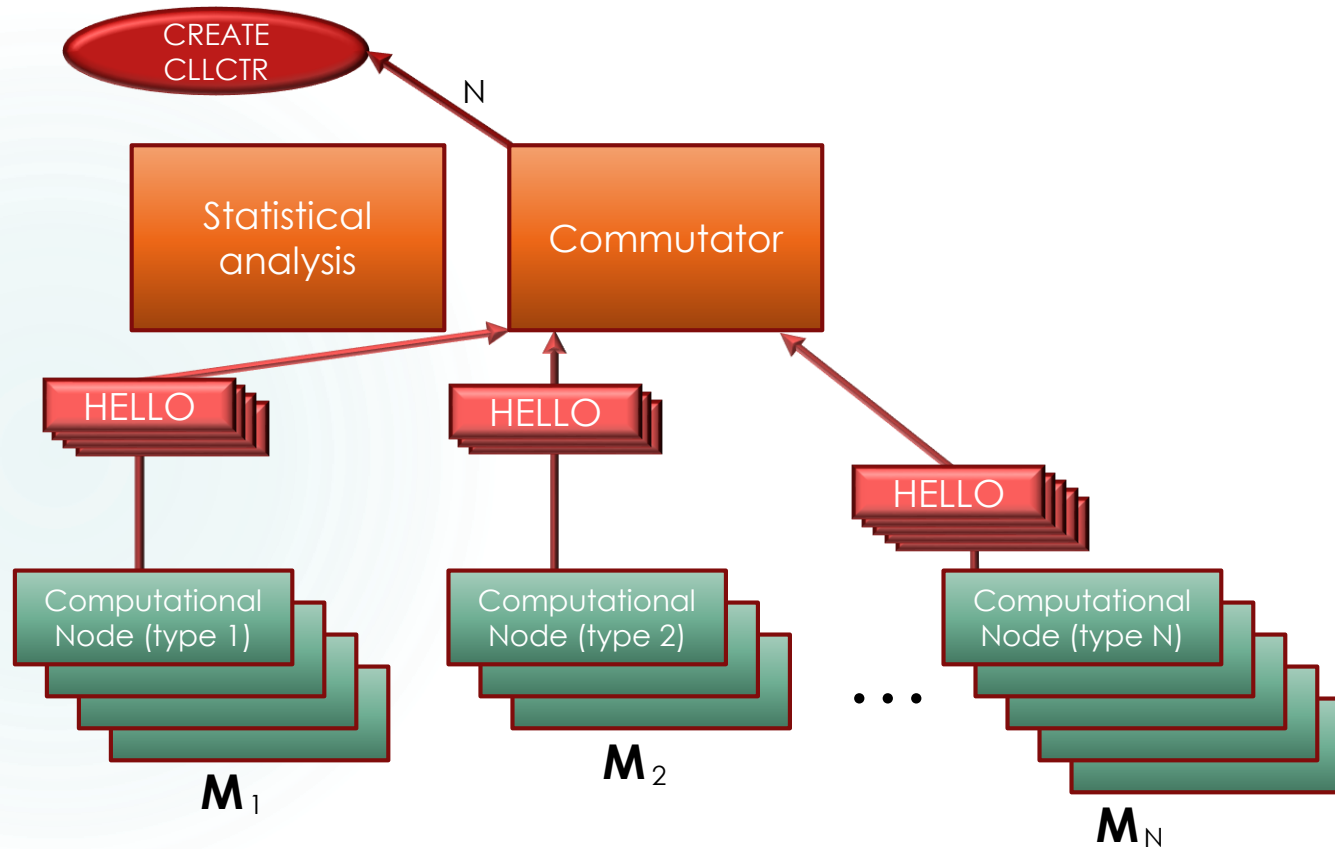 CREATE
CLLCTR
N
Statistical
analysis
Commutator
HELLO
HELLO
HELLO
Computational
Node (type 1)
Computational
Node (type 2)
Computational
Node (type N)
...
M1
M2
MN